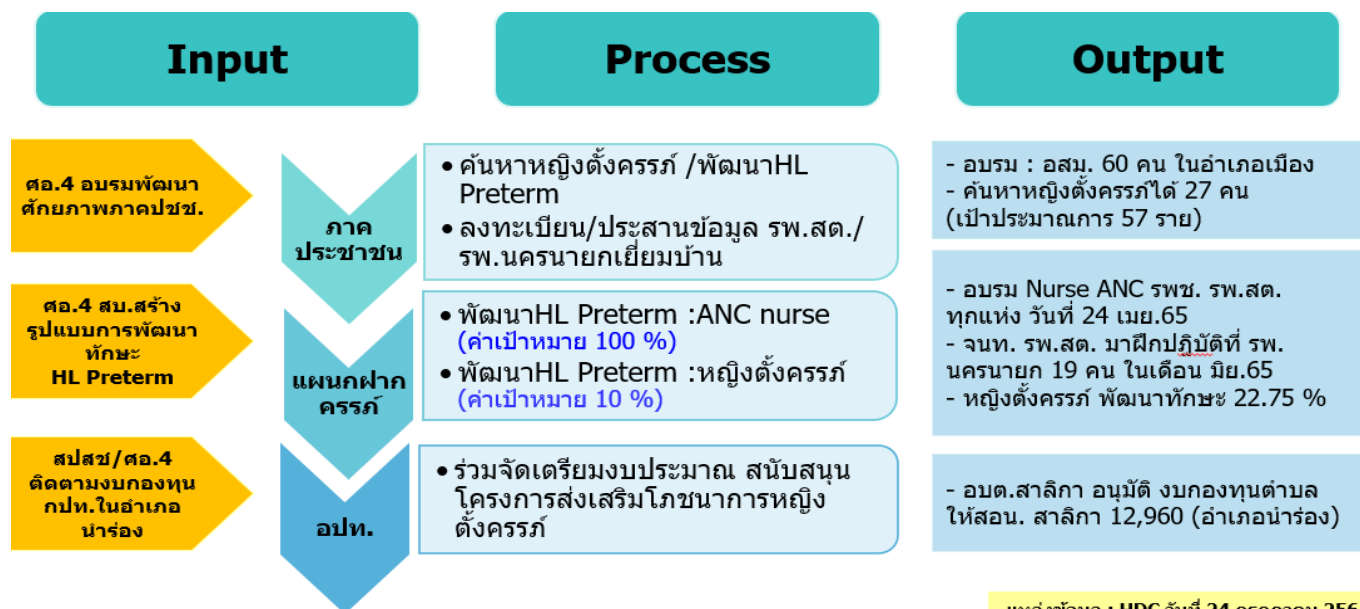 Input
Process
Output
ศอ.4 อบรมพัฒนา
ศักยภาพภาคปชช.
ภาค
ประชาชน
• ค้นหาหญิงตั้งครรภ์ /พัฒนาHL
Preterm
• ลงทะเบียน/ประสานข้อมูล รพ.สต./
รพ.นครนายกเยี่ยมบ้าน
- อบรม : อสม. 60 คน ในอำเภอเมือง
- ค้นหาหญิงตั้งครรภ์ได้ 27 คน
(เป้าประมาณการ 57 ราย)
ศอ.4 สบ.สร้าง
รูปแบบการพัฒนา
ทักษะ
HL Preterm
แผนกฝาก
ครรภ์
• พัฒนาHL Preterm :ANC nurse
(ค่าเป้าหมาย 100 %)
• พัฒนาHL Preterm :หญิงตั้งครรภ์
(ค่าเป้าหมาย 10 %)
- อบรม Nurse ANC รพช. รพ.สต.
ทุกแห่ง วันที่ 24 เมย.65
- จนท. รพ.สต. มาฝึกปฏิบัติที่ รพ.
นครนายก 19 คน ในเดือน มิย.65
- หญิงตั้งครรภ์ พัฒนาทักษะ 22.75 %
สปสช/ศอ.4
ติดตามงบกองทุน
กปท.ในอำเภอ
นำร่อง
อปท.
• ร่วมจัดเตรียมงบประมาณ สนับสนุน
โครงการส่งเสริมโภชนาการหญิง
ตั้งครรภ์
- อบต.สาลิกา อนุมัติ งบกองทุนตำบล
ให้สอน. สาลิกา 12,960 (อำเภอนำร่อง)
แหล่งข้อมูล : HDC วันที่ 24 กรกฎาคม 256